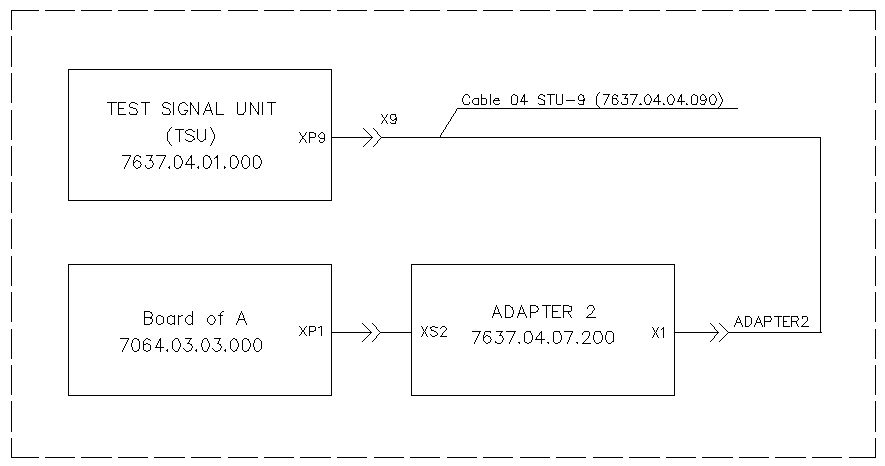 TEST SIGNAL UNIT
(TSU)
7637.04.01.000
XP9
X9
Cable 04 STU-9 (7637.04.04.090)
Board of A
7064.03.03.000
XP1
XS2
ADAPTER 2
7637.04.07.200
X1
ADAPTER2